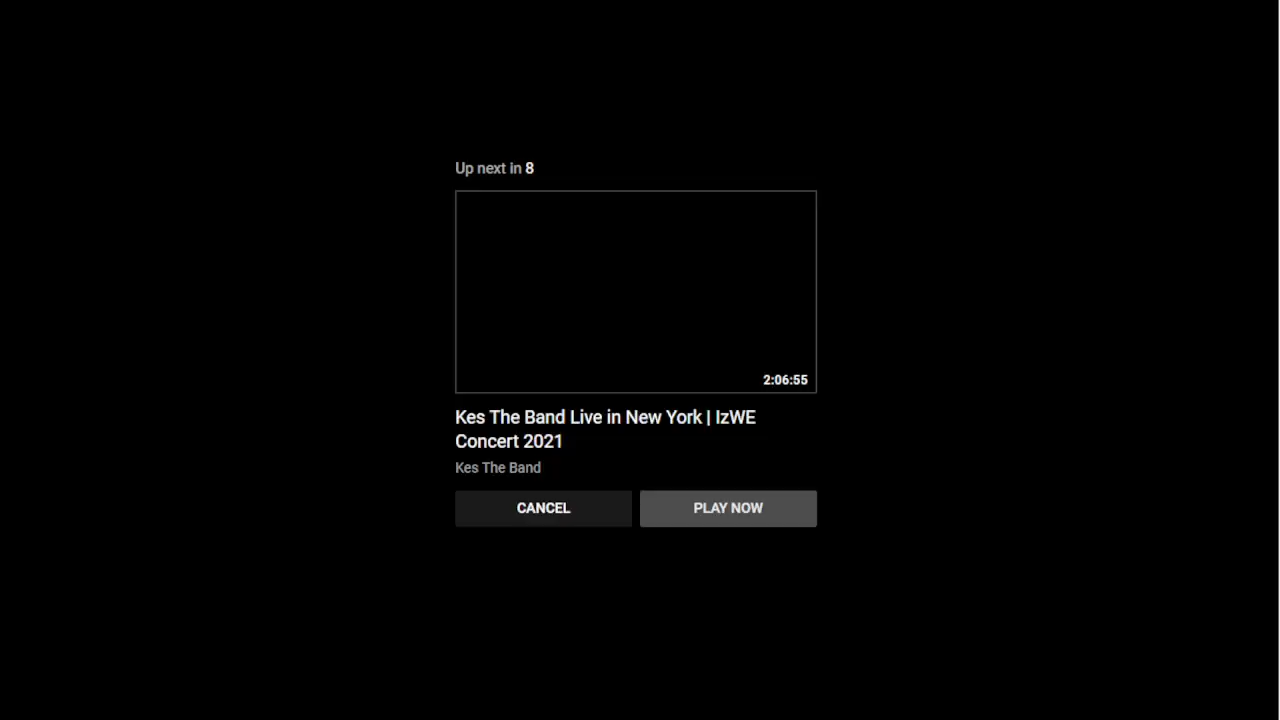 Up next in 8
2:06:55
Kes The Band Live in New York | IzWE
Concert 2021
Kes The Band
CANCEL PLAY NOW